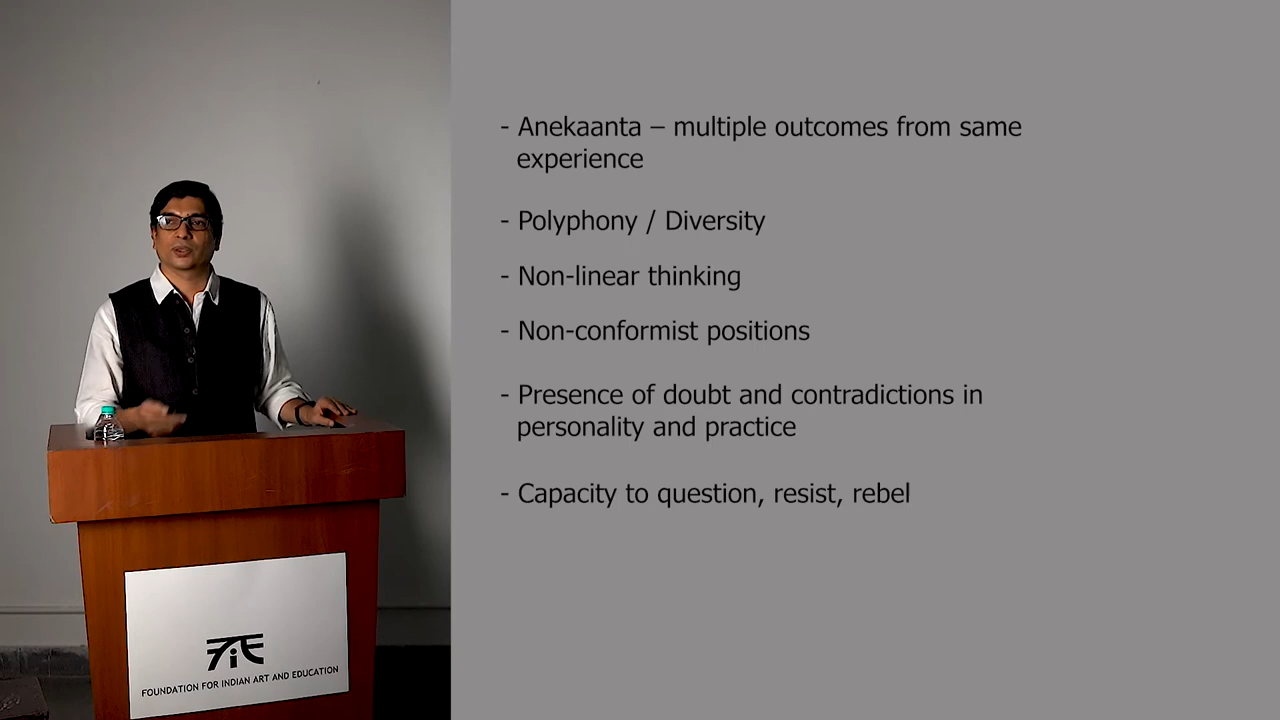 - Anekaanta – multiple outcomes from same
experience
- Polyphony / Diversity
- Non-linear thinking
- Non-conformist positions
- Presence of doubt and contradictions in
personality and practice
- Capacity to question, resist, rebel
FiE
FOUNDATION FOR INDIAN ART AND EDUCATION